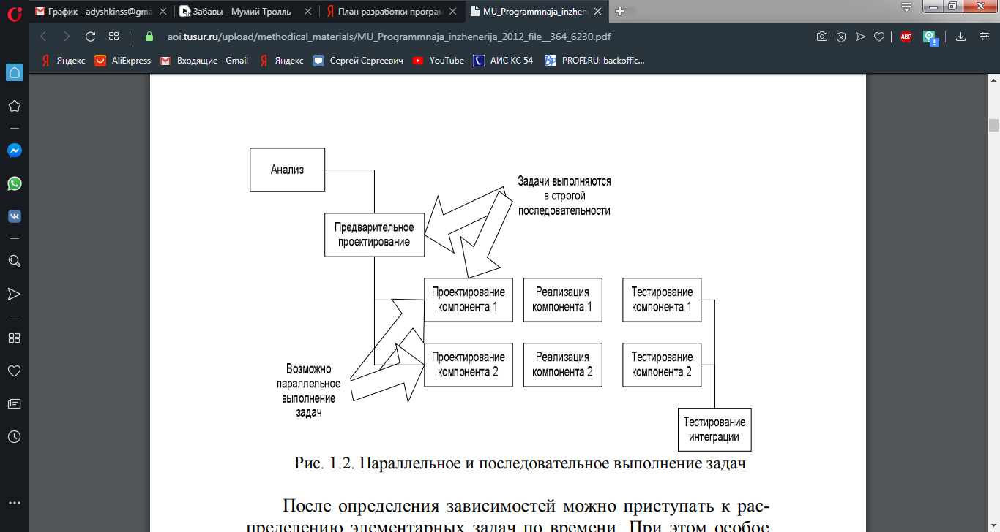 График - adyshkinss@gma
Забавы - Мумий Тролль
План разработки програм
MU_Programmnaja_inzhene
aoi.tusur.ru/upload/methodical_materials/MU_Programmnaja_inzhenerija_2012_file__364_6230.pdf
ABP
Яндекс
AliExpress
Входящие - Gmail
Яндекс
Сергей Сергеевич
YouTube
АИС КС 54
PROFI.RU: backoffic...
Анализ
Задачи выполняются
в строгой
последовательности
Предварительное
проектирование
Проектирование
компонента 1
Реализация
компонента 1
Тестирование
компонента 1
Проектирование
компонента 2
Реализация
компонента 2
Тестирование
компонента 2
Возможно
параллельное
выполнение
задач
Тестирование
интеграции
Рис. 1.2. Параллельное и последовательное выполнение задач
После определения зависимостей можно приступать к рас-
пределению элементарных задач по времени. При этом особое